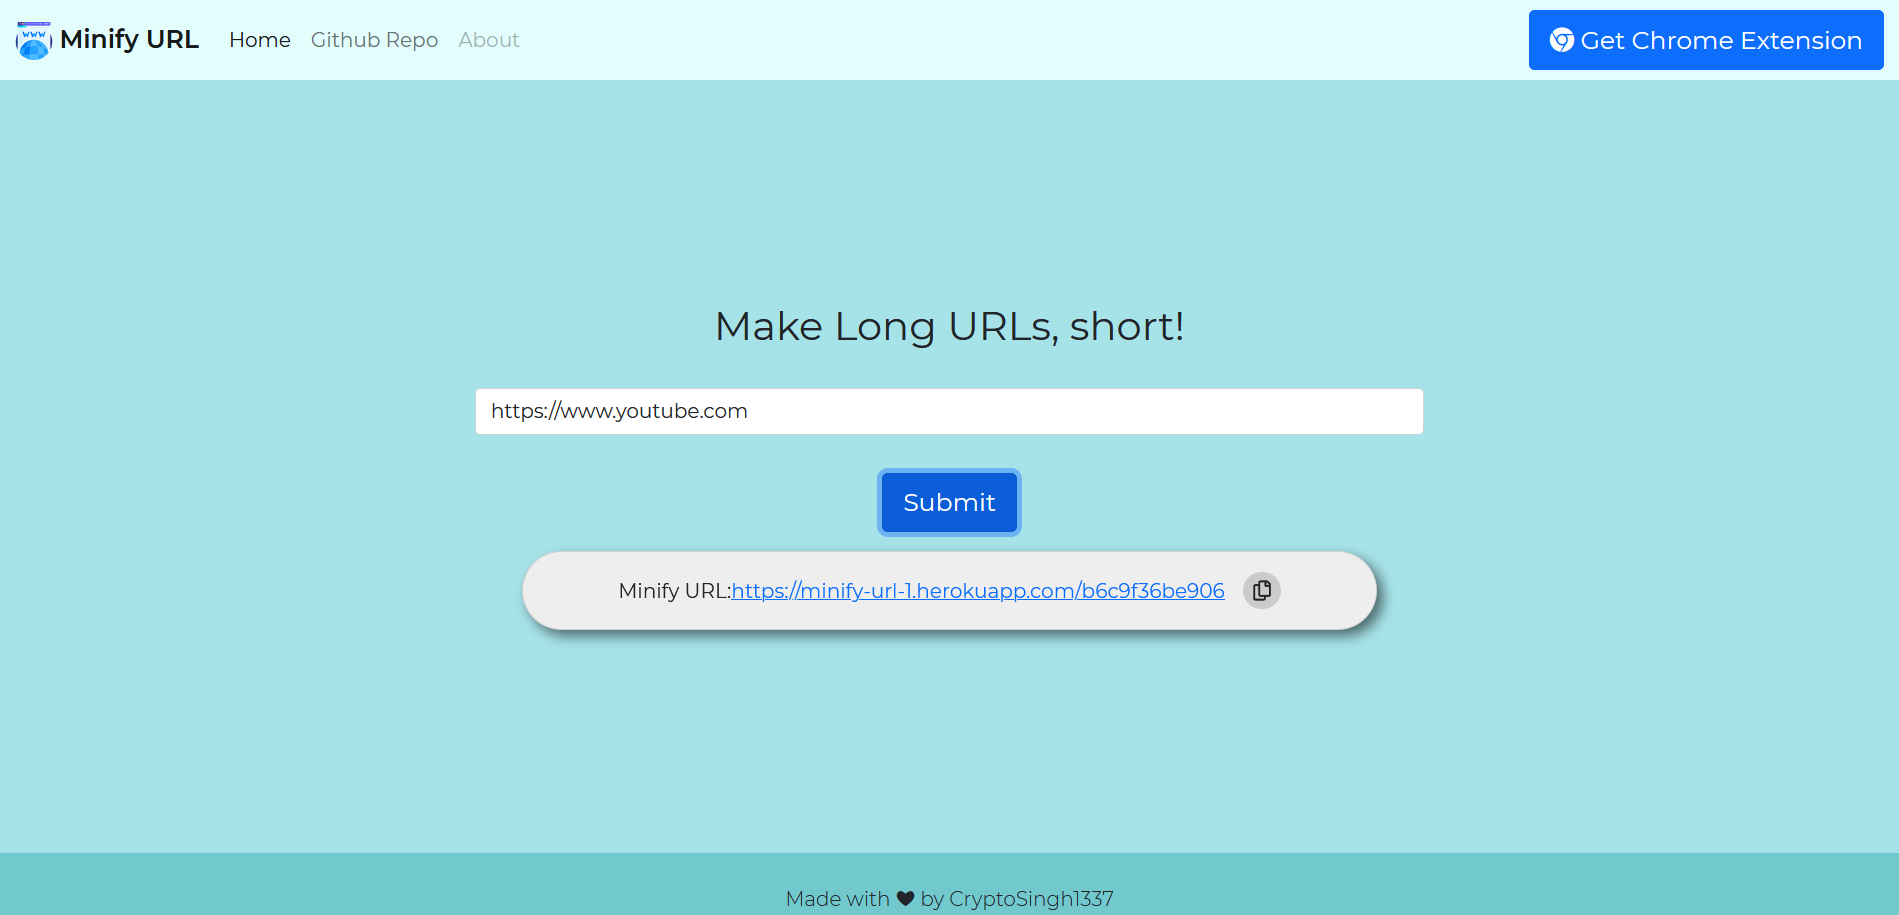 Minify URL Home Github Repo About Get Chrome Extension
Make Long URLs, short!
https://www.youtube.com
Submit
Minify URL:https://minify-url-1.herokuapp.com/b6c9f36be906
Made with ♥ by CryptoSingh1337